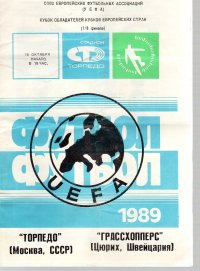 СОЮЗ ЕВРОПЕЙСКИХ ФУТБОЛЬНЫХ АССОЦИАЦИЙ
(УЕФА)
КУБОК ОБЛАДАТЕЛЕЙ КУБКОВ ЕВРОПЕЙСКИХ СТРАН
(1/8 финала)
ОКТЯБРЯ
НАЧАЛО
В 19 ЧАС.
СТАДИОН
ТОРПЕДО
ФУТБОЛ
ФУТБОЛ
UEFA
1989
"ТОРПЕДО"
(Москва, СССР)
"ГРАССХОППЕРС"
(Цюрих, Швейцария)